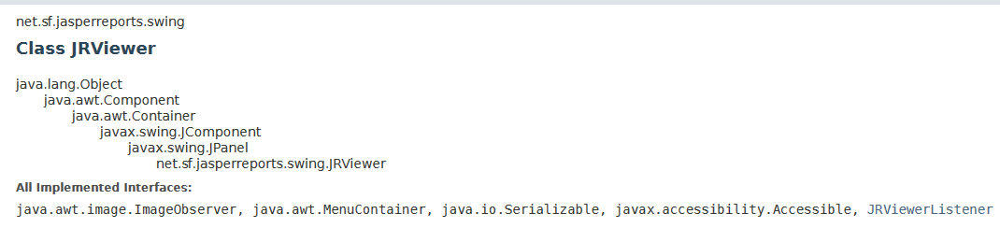 net.sf.jasperreports.swing
Class JRViewer
java.lang.Object
java.awt.Component
java.awt.Container
javax.swing.JComponent
javax.swing.JPanel
net.sf.jasperreports.swing.JRViewer
All Implemented Interfaces:
java.awt.image.ImageObserver, java.awt.MenuContainer, java.io.Serializable, javax.accessibility.Accessible, JRViewerListener